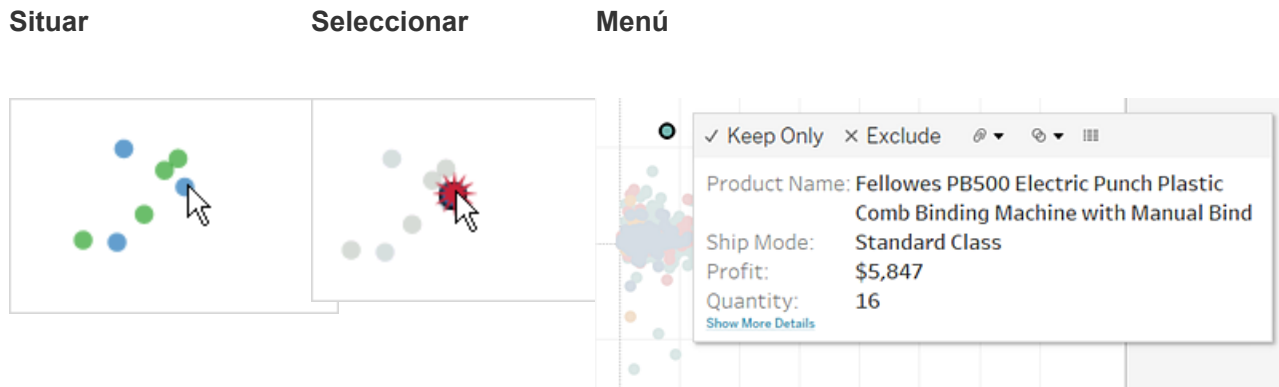 Situar Seleccionar Menú
✓ Keep Only × Exclude
Product Name: Fellowes PB500 Electric Punch Plastic
Comb Binding Machine with Manual Bind
Ship Mode: Standard Class
Profit: $5,847
Quantity: 16
Show More Details